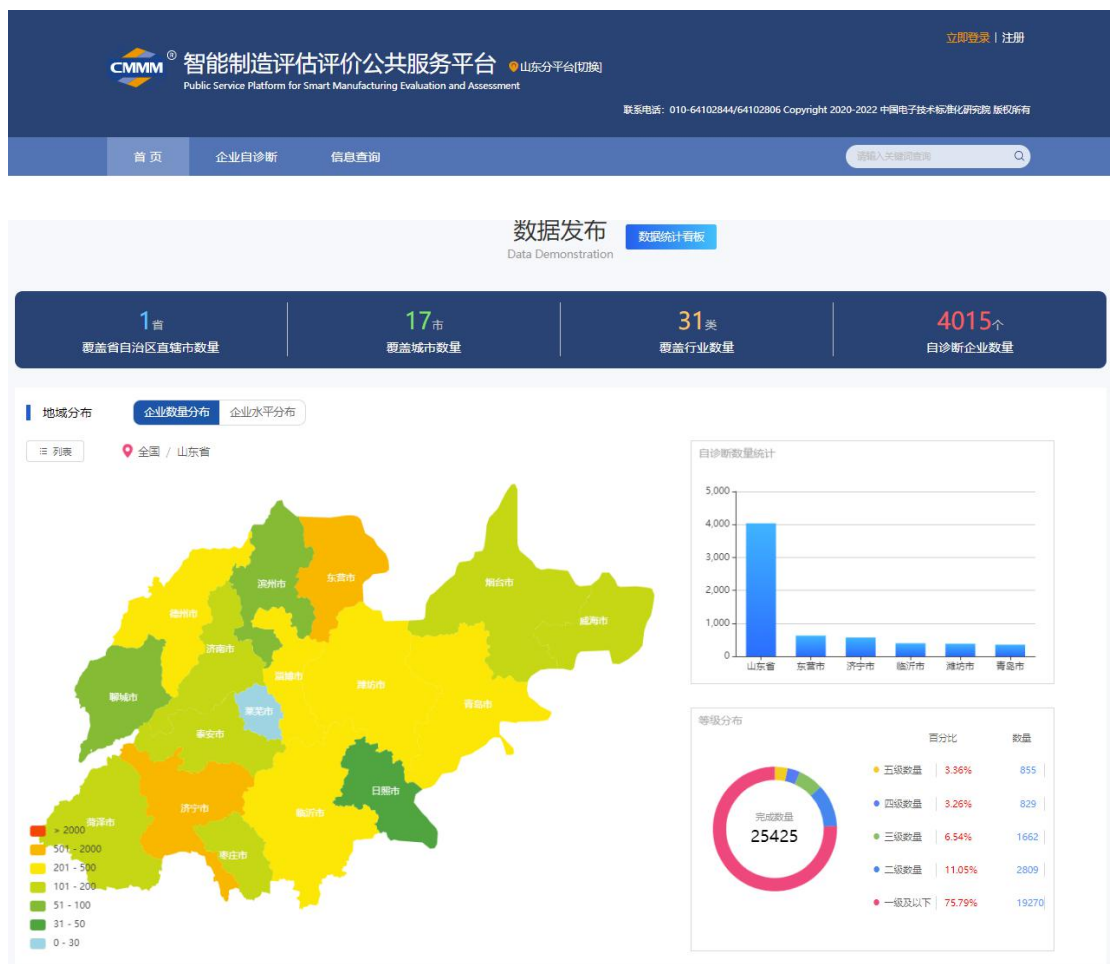 立即登录 | 注册
CMMM®
智能制造评估评价公共服务平台
山东分平台[切换]
Public Service Platform for Smart Manufacturing Evaluation and Assessment
联系电话：010-64102844/64102806 Copyright 2020-2022 中国电子技术标准化研究院 版权所有
首 页
企业自诊断
信息查询
请输入关键词查询
数据发布
数据统计看板
Data Demonstration
1省
覆盖省自治区直辖市数量
17市
覆盖城市数量
31类
覆盖行业数量
4015个
自诊断企业数量
地域分布
企业数量分布
企业水平分布
列表
全国 / 山东省
滨州市
东营市
烟台市
德州市
威海市
济南市
淄博市
潍坊市
聊城市
青岛市
莱芜市
泰安市
日照市
济宁市
临沂市
菏泽市
枣庄市
> 2000
501 - 2000
201 - 500
101 - 200
51 - 100
31 - 50
0 - 30
自诊断数量统计
5,000
4,000
3,000
2,000
1,000
0
山东省 东营市 济宁市 临沂市 潍坊市 青岛市
等级分布
百分比 数量
完成数量
25425
五级数量 3.36% 855
四级数量 3.26% 829
三级数量 6.54% 1662
二级数量 11.05% 2809
一级及以下 75.79% 19270